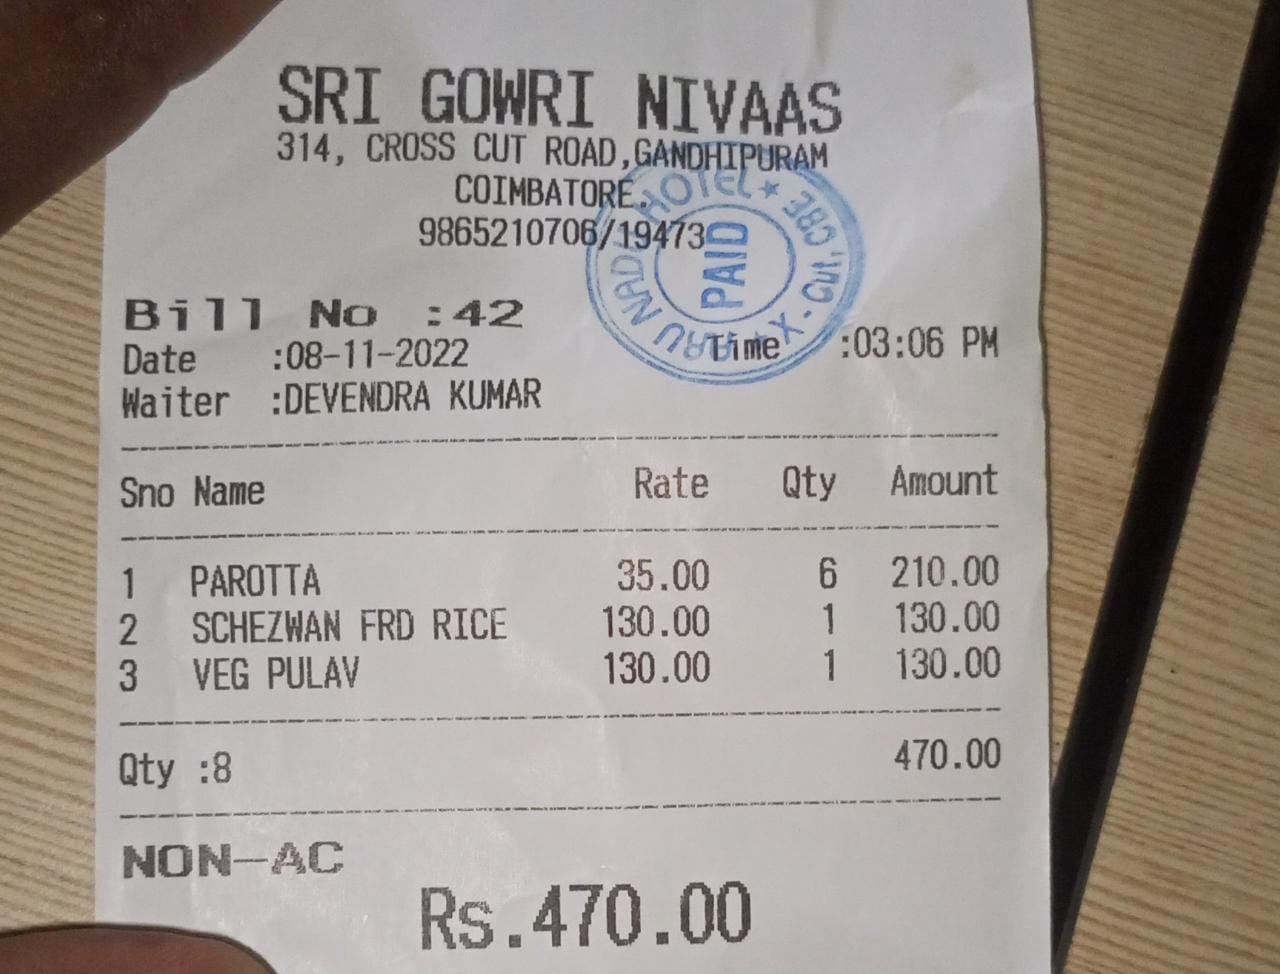 SRI GOWRI NIVAAS
314, CROSS CUT ROAD,GANDHIPURAM
COIMBATORE.
9865210706/19473
HOTEL ★
X-Cut, CBE
PAID
Bill No :42
Date :08-11-2022 Time :03:06 PM
Waiter :DEVENDRA KUMAR
Sno Name Rate Qty Amount
1 PAROTTA 35.00 6 210.00
2 SCHEZWAN FRD RICE 130.00 1 130.00
3 VEG PULAV 130.00 1 130.00
Qty :8 470.00
NON-AC
Rs.470.00